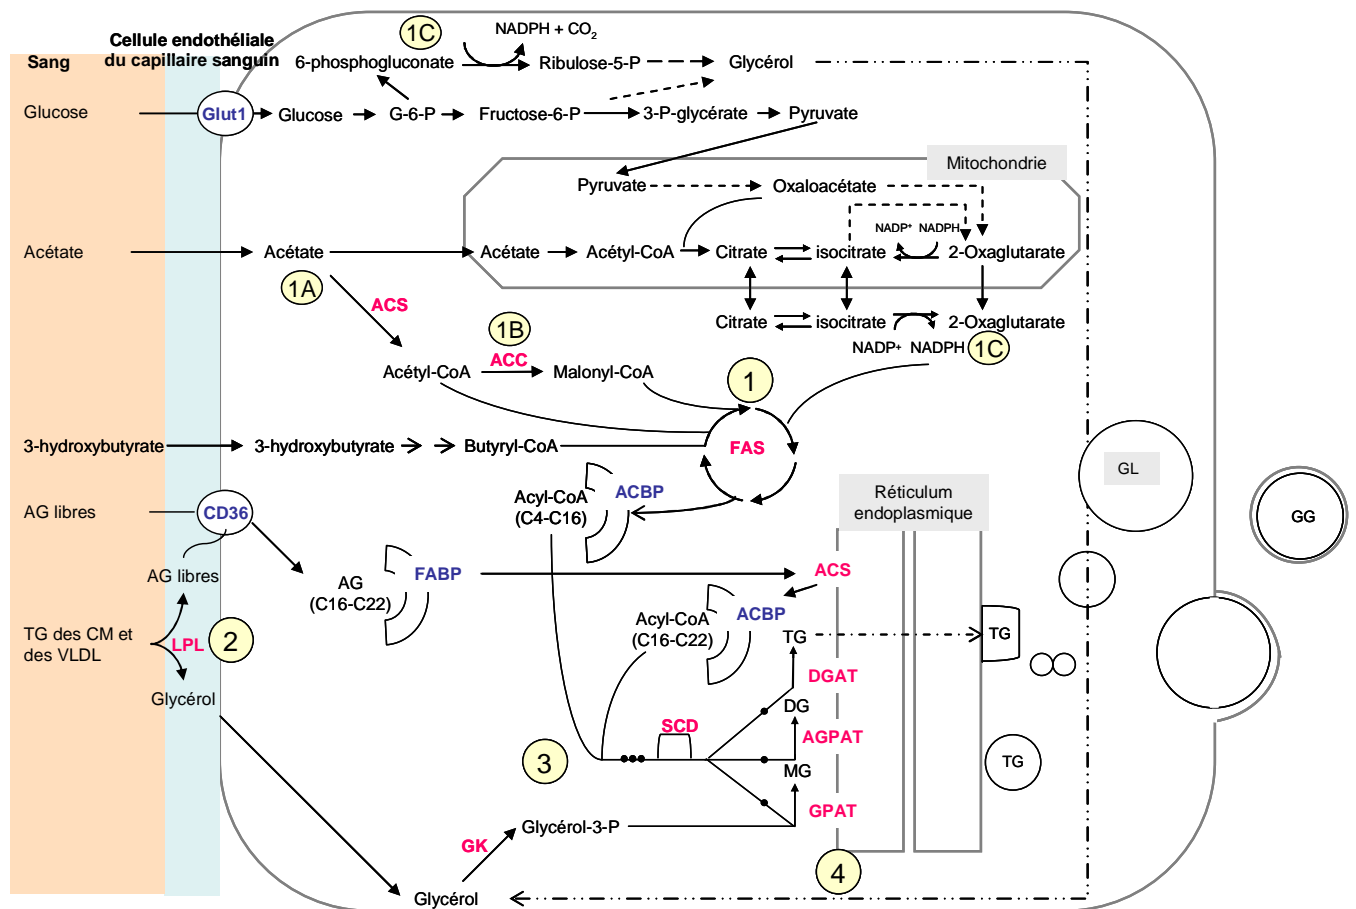 Cellule endothéliale
du capillaire sanguin
Sang
1C
NADPH + CO2
6-phosphogluconate
Ribulose-5-P
Glycérol
Glucose
Glut1
Glucose
G-6-P
Fructose-6-P
3-P-glycérate
Pyruvate
Mitochondrie
Pyruvate
Oxaloacétate
NADP+ NADPH
Acétate
Acétate
Acétate
Acétyl-CoA
Citrate
isocitrate
2-Oxaglutarate
1A
ACS
Citrate
isocitrate
2-Oxaglutarate
1B
NADP+ NADPH
1C
ACC
Acétyl-CoA
Malonyl-CoA
1
3-hydroxybutyrate
3-hydroxybutyrate
Butyryl-CoA
FAS
GL
Acyl-CoA
(C4-C16)
ACBP
Réticulum
endoplasmique
AG libres
CD36
GG
AG libres
AG
(C16-C22)
FABP
ACS
Acyl-CoA
(C16-C22)
ACBP
TG
TG
TG des CM et
des VLDL
LPL
2
DGAT
Glycérol
DG
SCD
AGPAT
3
MG
TG
GPAT
Glycérol-3-P
GK
4
Glycérol